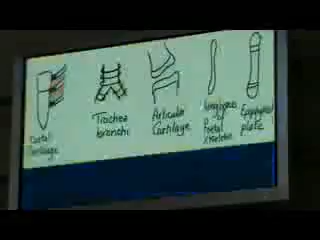 Costal
Cartilage
Trachea
bronchi
Articular
Cartilage
foetal
skeleton
Epiphyseal
plate